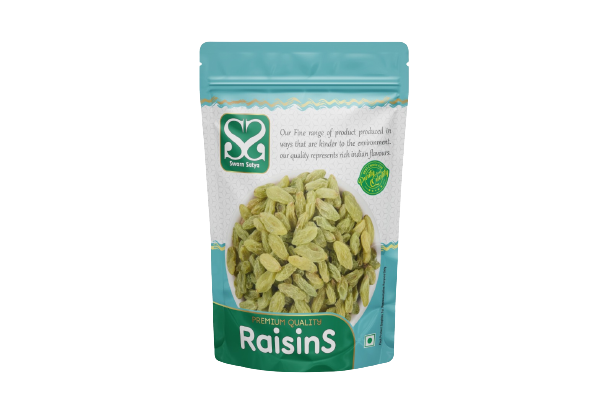 Swarn Satya
Our Fine range of product produced in
ways that are kinder to the environment,
our quality represents rich indian flavours.
PREMIUM QUALITY
RaisinS